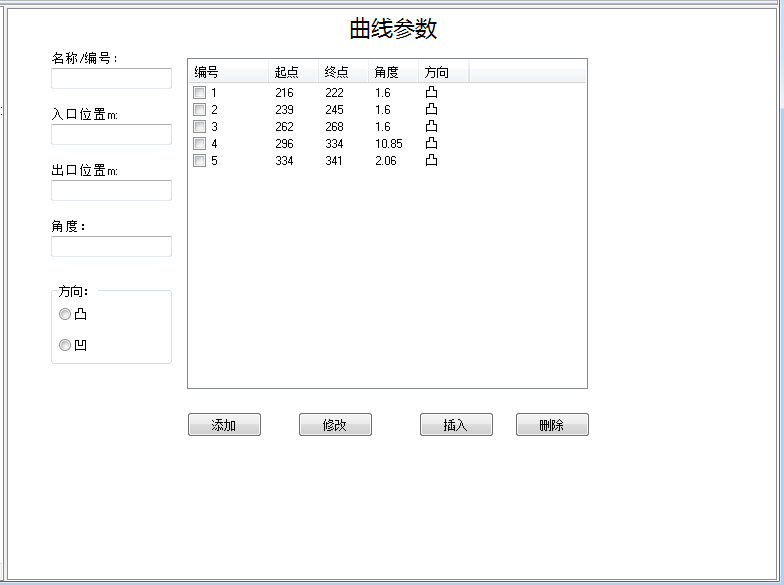 曲线参数
名称/编号：
入口位置m:
出口位置m:
角度：
方向:
凸
凹
编号 起点 终点 角度 方向
1 216 222 1.6 凸
2 239 245 1.6 凸
3 262 268 1.6 凸
4 296 334 10.85 凸
5 334 341 2.06 凸
添加 修改 插入 删除